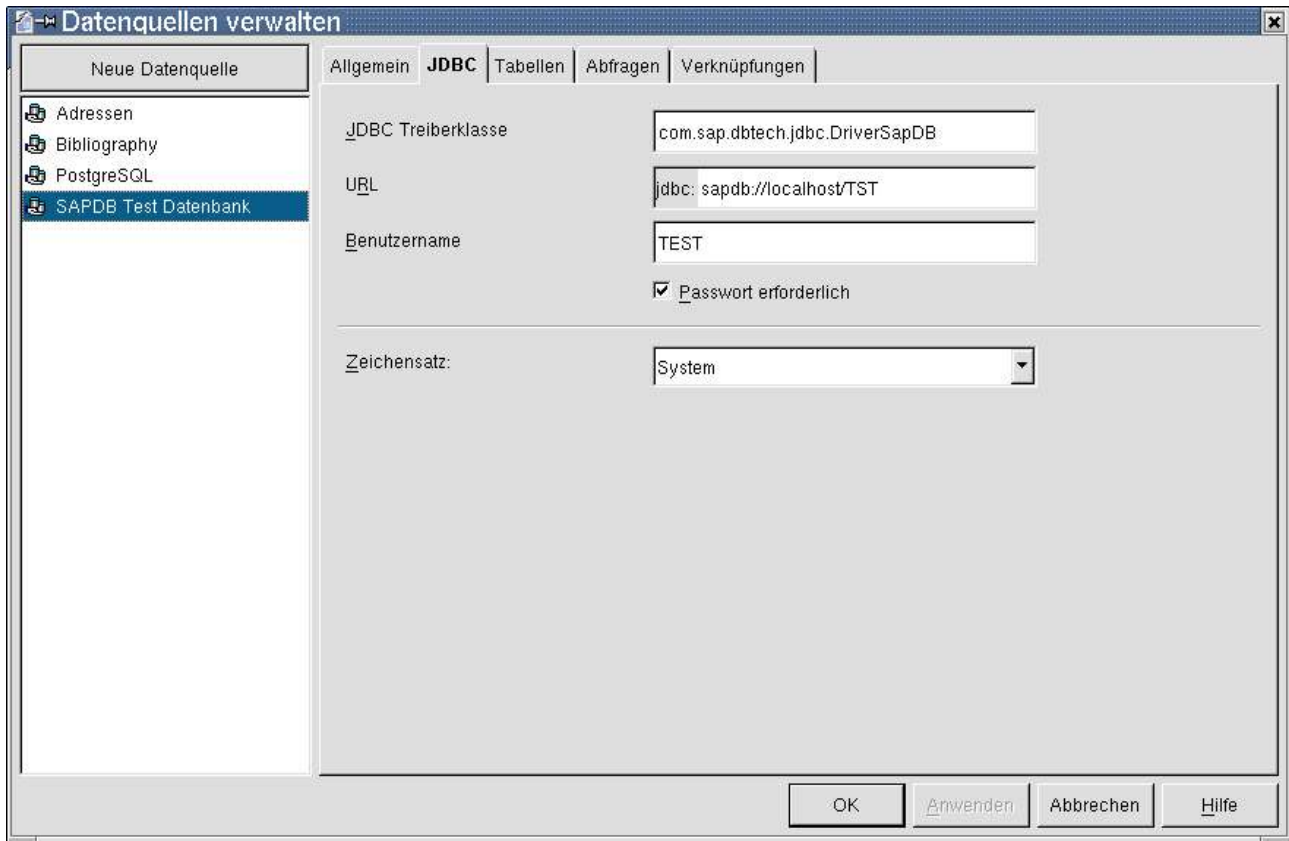 Datenquellen verwalten
Neue Datenquelle
Adressen
Bibliography
PostgreSQL
SAPDB Test Datenbank
Allgemein JDBC Tabellen Abfragen Verknüpfungen
JDBC Treiberklasse com.sap.dbtech.jdbc.DriverSapDB
URL jdbc: sapdb://localhost/TST
Benutzername TEST
Passwort erforderlich
Zeichensatz: System
OK Anwenden Abbrechen Hilfe